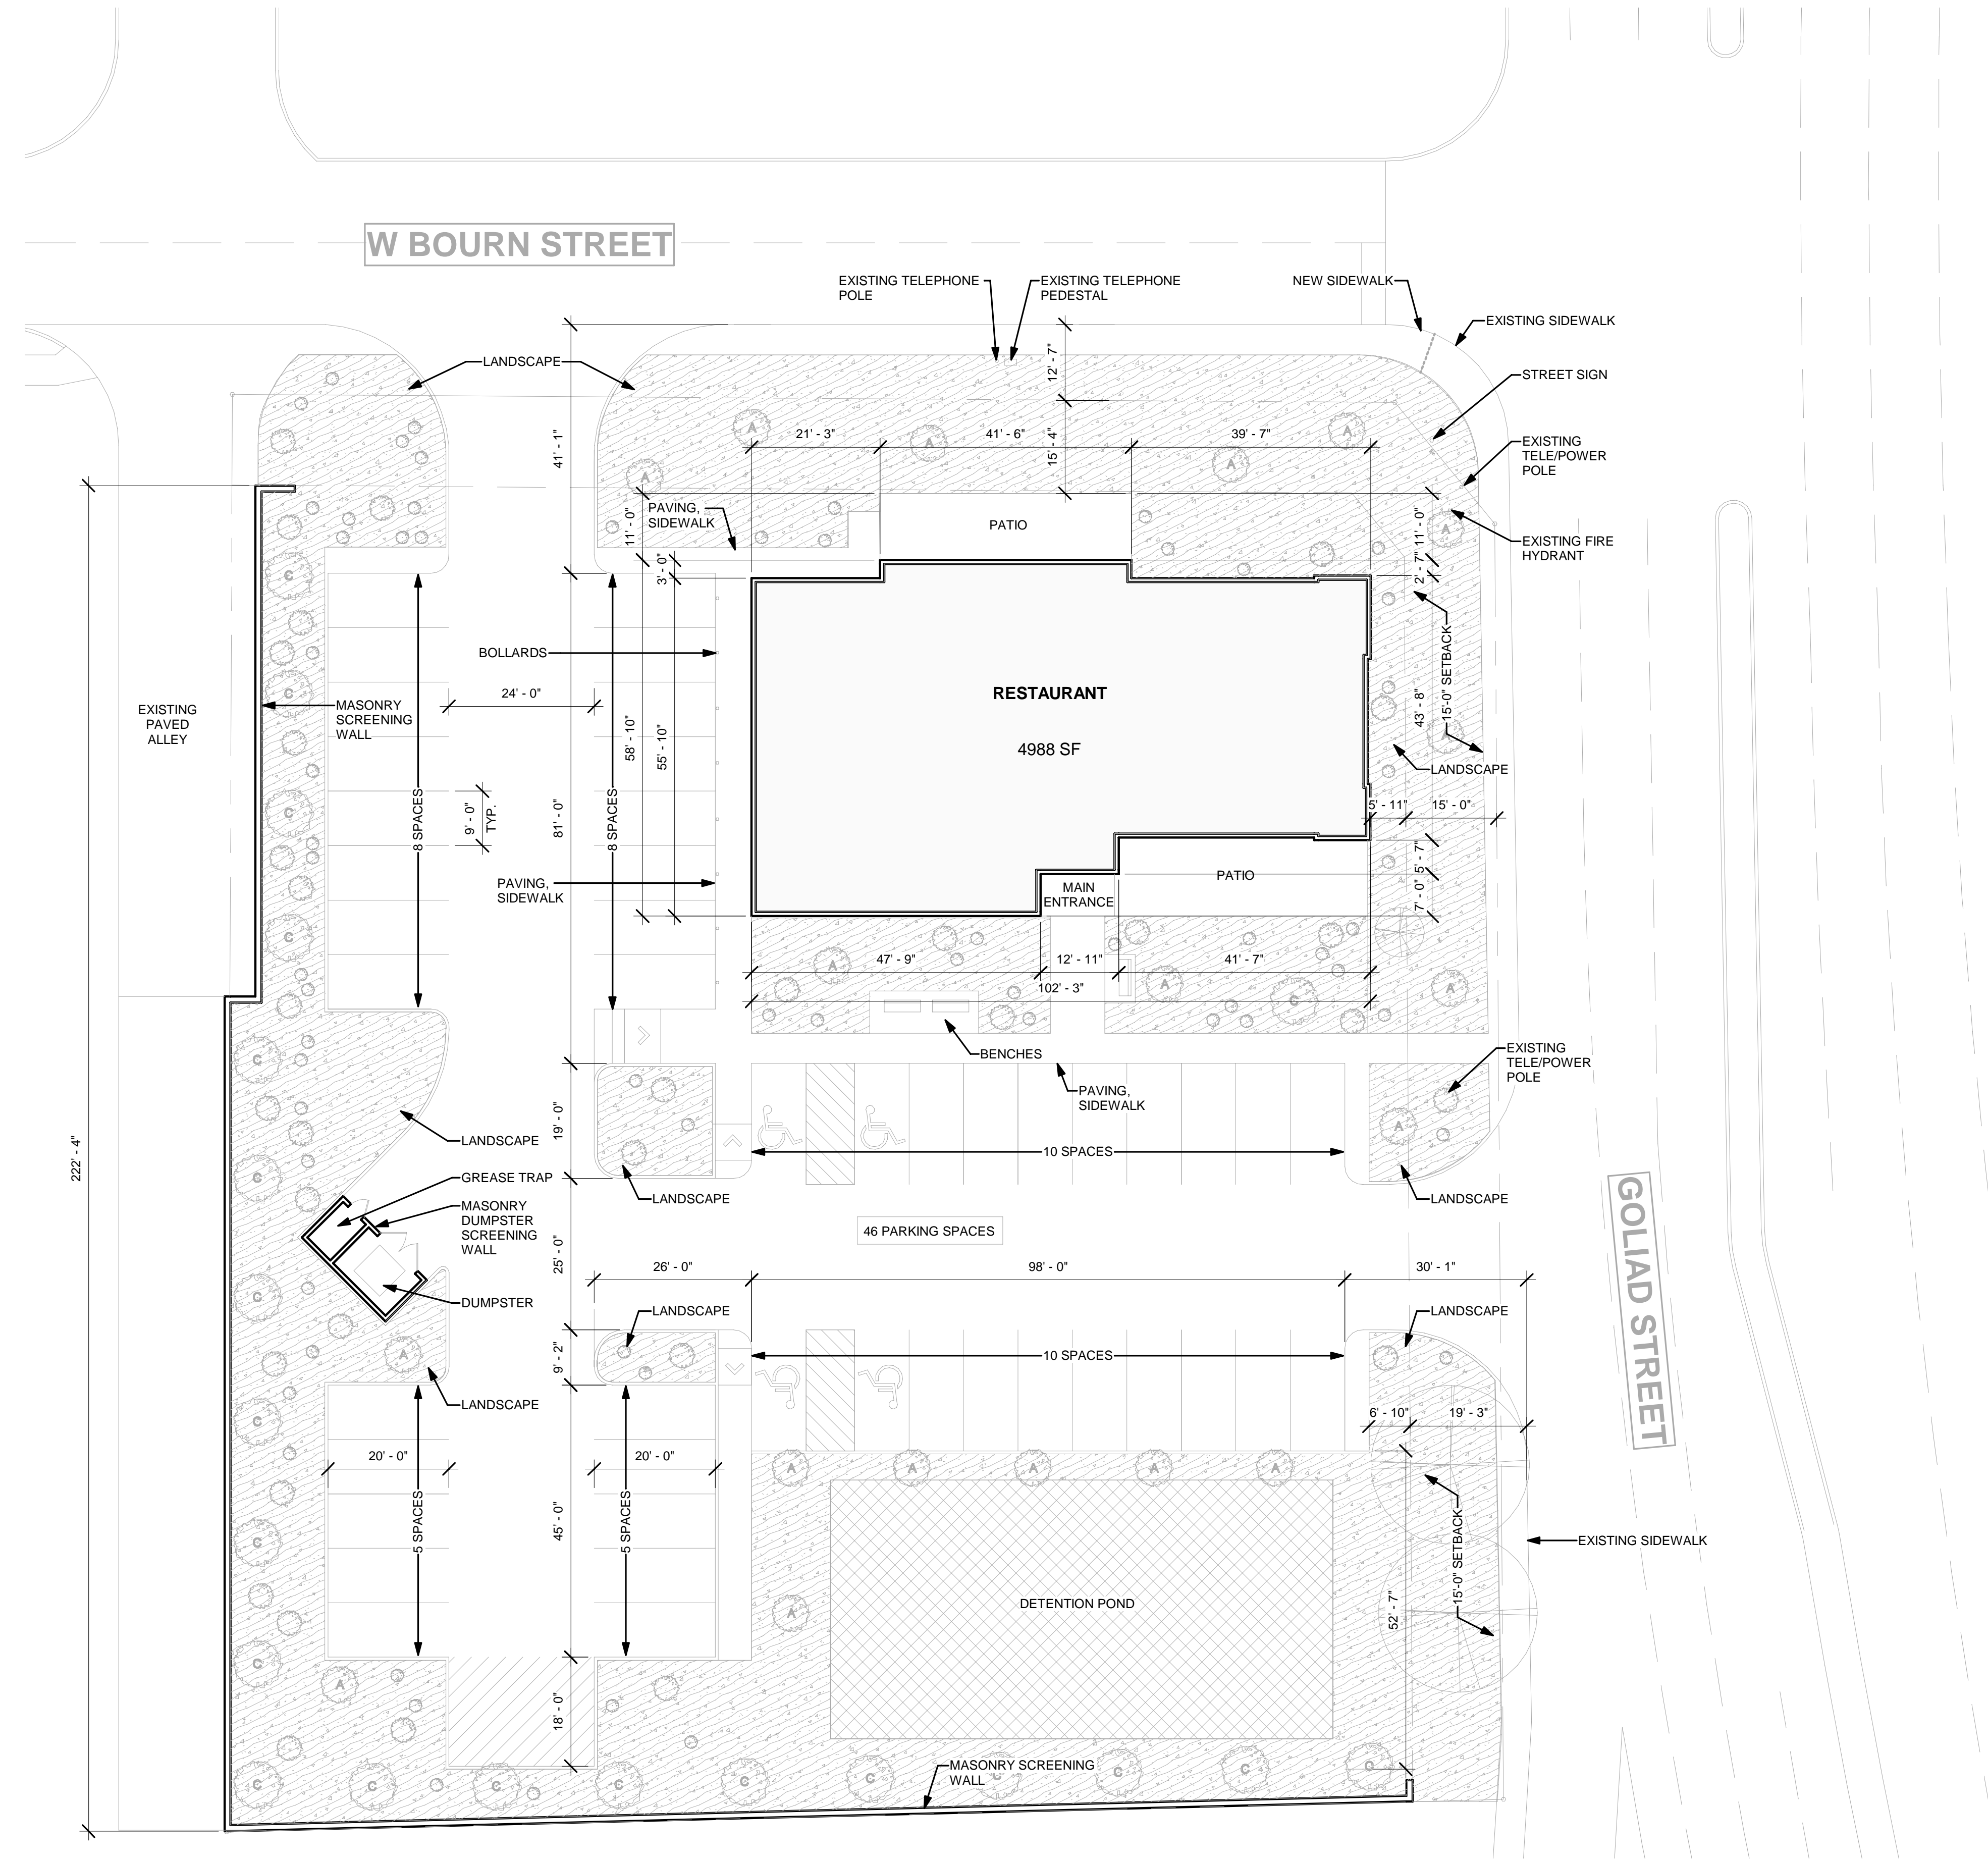 W BOURN STREET
EXISTING TELEPHONE
POLE
EXISTING TELEPHONE
PEDESTAL
NEW SIDEWALK
EXISTING SIDEWALK
LANDSCAPE
STREET SIGN
12' - 7"
41' - 1"
21' - 3"
41' - 6"
39' - 7"
15' - 4"
EXISTING
TELE/POWER
POLE
A
A
A
A
A
PAVING,
SIDEWALK
11' - 0"
PATIO
11' - 0"
A
EXISTING FIRE
HYDRANT
3' - 0"
2' - 7"
C
BOLLARDS
RESTAURANT
4988 SF
15'-0" SETBACK
C
24' - 0"
EXISTING
PAVED
ALLEY
MASONRY
SCREENING
WALL
58' - 10"
55' - 10"
43' - 8"
A
LANDSCAPE
C
8 SPACES
9' - 0"
TYP.
81' - 0"
8 SPACES
5' - 11"
15' - 0"
5' - 7"
PATIO
PAVING,
SIDEWALK
MAIN
ENTRANCE
7' - 0"
C
47' - 9"
12' - 11"
41' - 7"
A
A
A
C
102' - 3"
BENCHES
C
EXISTING
TELE/POWER
POLE
PAVING,
SIDEWALK
222' - 4"
19' - 0"
A
LANDSCAPE
10 SPACES
C
GREASE TRAP
LANDSCAPE
LANDSCAPE
MASONRY
DUMPSTER
SCREENING
WALL
46 PARKING SPACES
GOLIAD STREET
25' - 0"
26' - 0"
98' - 0"
30' - 1"
C
DUMPSTER
LANDSCAPE
LANDSCAPE
9' - 2"
A
10 SPACES
LANDSCAPE
C
6' - 10"
19' - 3"
20' - 0"
20' - 0"
A
A
A
A
A
5 SPACES
45' - 0"
5 SPACES
C
EXISTING SIDEWALK
15'-0" SETBACK
52' - 7"
DETENTION POND
A
C
A
18' - 0"
MASONRY SCREENING
WALL
C
C
C
C
C
C
C
C
C
C